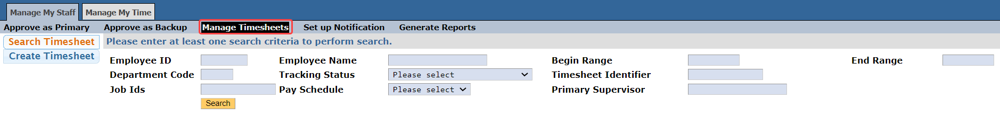 Manage My Staff Manage My Time
Approve as Primary Approve as Backup Manage Timesheets Set up Notification Generate Reports
Search Timesheet Please enter at least one search criteria to perform search.
Create Timesheet
Employee ID Employee Name Begin Range End Range
Department Code Tracking Status Please select Timesheet Identifier
Job Ids Pay Schedule Please select Primary Supervisor
Search